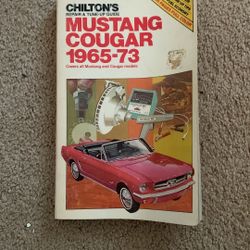 CHILTON'S
REPAIR & TUNE-UP GUIDE
MUSTANG
COUGAR
1965-73
Covers all Mustang and Cougar models